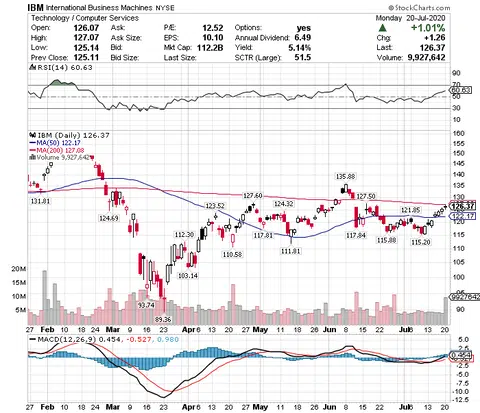 IBM International Business Machines NYSE
© StockCharts.com
Technology / Computer Services
Monday 20-Jul-2020
Open: 126.07 Ask: P/E: 12.52 Options: yes
+1.01%
High: 127.07 Ask Size: EPS: 10.10 Annual Dividend: 6.49 Chg: +1.26
Low: 125.14 Bid: Mkt Cap: 112.2B Yield: 5.14% Last: 126.37
Prev Close: 125.11 Bid Size: Last Size: SCTR (Large): 51.5 Volume: 9,927,642
RSI(14) 60.63
90
70
60.63
50
30
10
IBM (Daily) 126.37
MA(50) 122.17
MA(200) 127.08
Volume 9,927,642
160
155
150
145
140
135
130
126.37
122.17
120
115
110
105
100
95
90
131.81
124.69
93.74
89.36
112.30
103.14
123.52
110.58
127.60
117.81
124.32
111.81
135.88
117.84
127.50
115.88
121.85
115.20
20M
15M
10M
5M
9927642
27 Feb 10 18 24 Mar 9 16 23 Apr 6 13 20 27 May 11 18 26 Jun 8 15 22 Jul 6 13 20
MACD(12,26,9) 0.454, -0.527, 0.980
5.0
2.5
0.454
-2.5
-5.0
-7.5
-10.0
-12.5
27 Feb 10 18 24 Mar 9 16 23 Apr 6 13 20 27 May 11 18 26 Jun 8 15 22 Jul 6 13 20